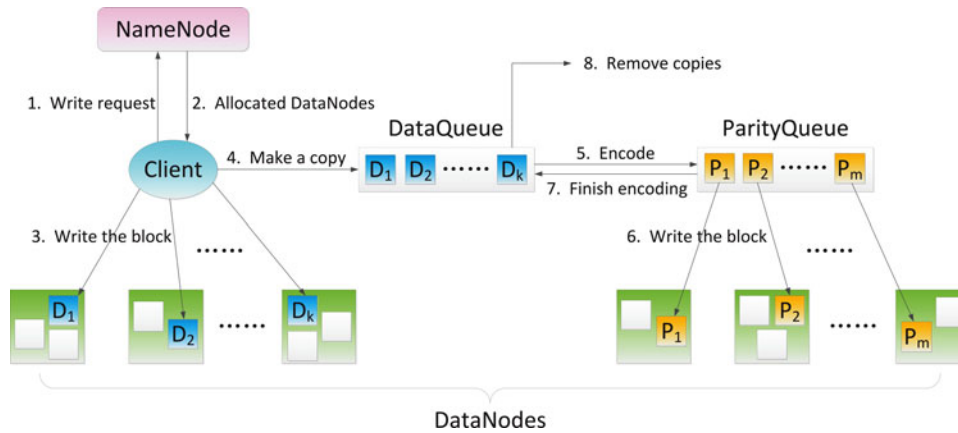 NameNode
8. Remove copies
1. Write request
2. Allocated DataNodes
DataQueue
ParityQueue
Client
4. Make a copy
D1 D2 ...... Dk
5. Encode
7. Finish encoding
P1 P2 ...... Pm
3. Write the block
......
6. Write the block
......
D1
D2
......
Dk
P1
P2
......
Pm
DataNodes